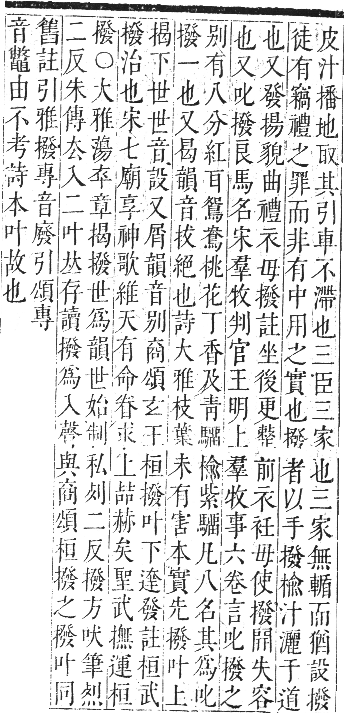 皮汁播地取其引車不滯也三臣三家也三家無輴而猶設撥
徒有竊禮之罪而非有中用之實也撥者以手撥榆汁灑于道
也又發揚貌曲禮衣毋撥註坐後更整前衣衽毋使撥開失容
也又叱撥良馬名宋羣牧判官王明上羣牧事六卷言叱撥之
别有八分紅耳鴛鴦桃花丁香及靑騮榆紫騮凡八名其爲叱
撥一也又曷韻音拔絕也詩大雅枝葉未有害本實先撥叶上
揭下世世音設又屑韻音别商頌玄王桓撥叶下達發註桓武
撥治也宋七廟享神歌維天有命眷求上喆赫矣聖武撫運桓
撥〇大雅蕩卒章揭撥世爲韻世始制私列二反撥方吠筆烈
二反朱傳去入二叶𠀤存讀撥爲入聲與商頌桓撥之撥叶同
舊註引雅撥專音廢引頌專
音鼈由不考詩本叶故也